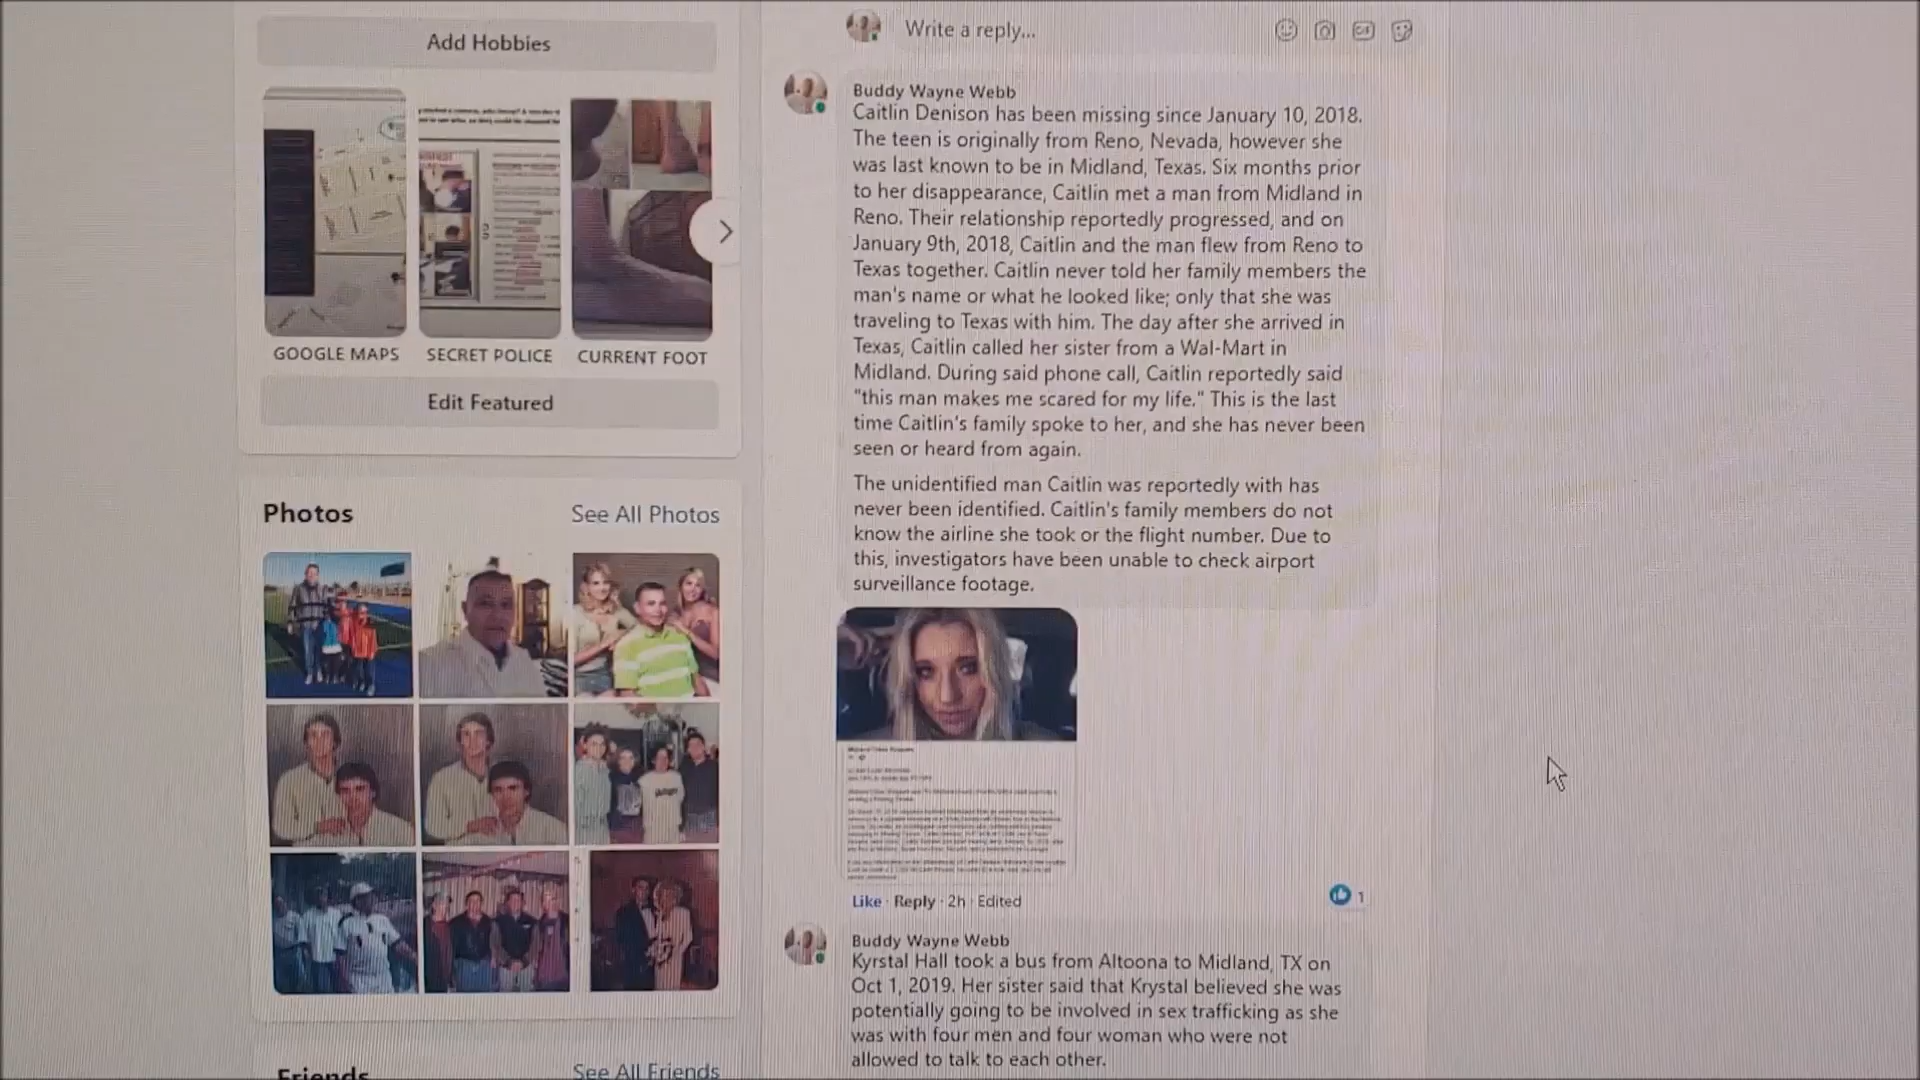 Add Hobbies
GOOGLE MAPS
SECRET POLICE
CURRENT FOOT
Edit Featured
Photos
See All Photos
Friends
See All Friends
Write a reply...
Buddy Wayne Webb
Caitlin Denison has been missing since January 10, 2018.
The teen is originally from Reno, Nevada, however she
was last known to be in Midland, Texas. Six months prior
to her disappearance, Caitlin met a man from Midland in
Reno. Their relationship reportedly progressed, and on
January 9th, 2018, Caitlin and the man flew from Reno to
Texas together. Caitlin never told her family members the
man's name or what he looked like; only that she was
traveling to Texas with him. The day after she arrived in
Texas, Caitlin called her sister from a Wal-Mart in
Midland. During said phone call, Caitlin reportedly said
"this man makes me scared for my life." This is the last
time Caitlin's family spoke to her, and she has never been
seen or heard from again.
The unidentified man Caitlin was reportedly with has
never been identified. Caitlin's family members do not
know the airline she took or the flight number. Due to
this, investigators have been unable to check airport
surveillance footage.
Like · Reply · 2h · Edited
1
Buddy Wayne Webb
Kyrstal Hall took a bus from Altoona to Midland, TX on
Oct 1, 2019. Her sister said that Krystal believed she was
potentially going to be involved in sex trafficking as she
was with four men and four woman who were not
allowed to talk to each other.